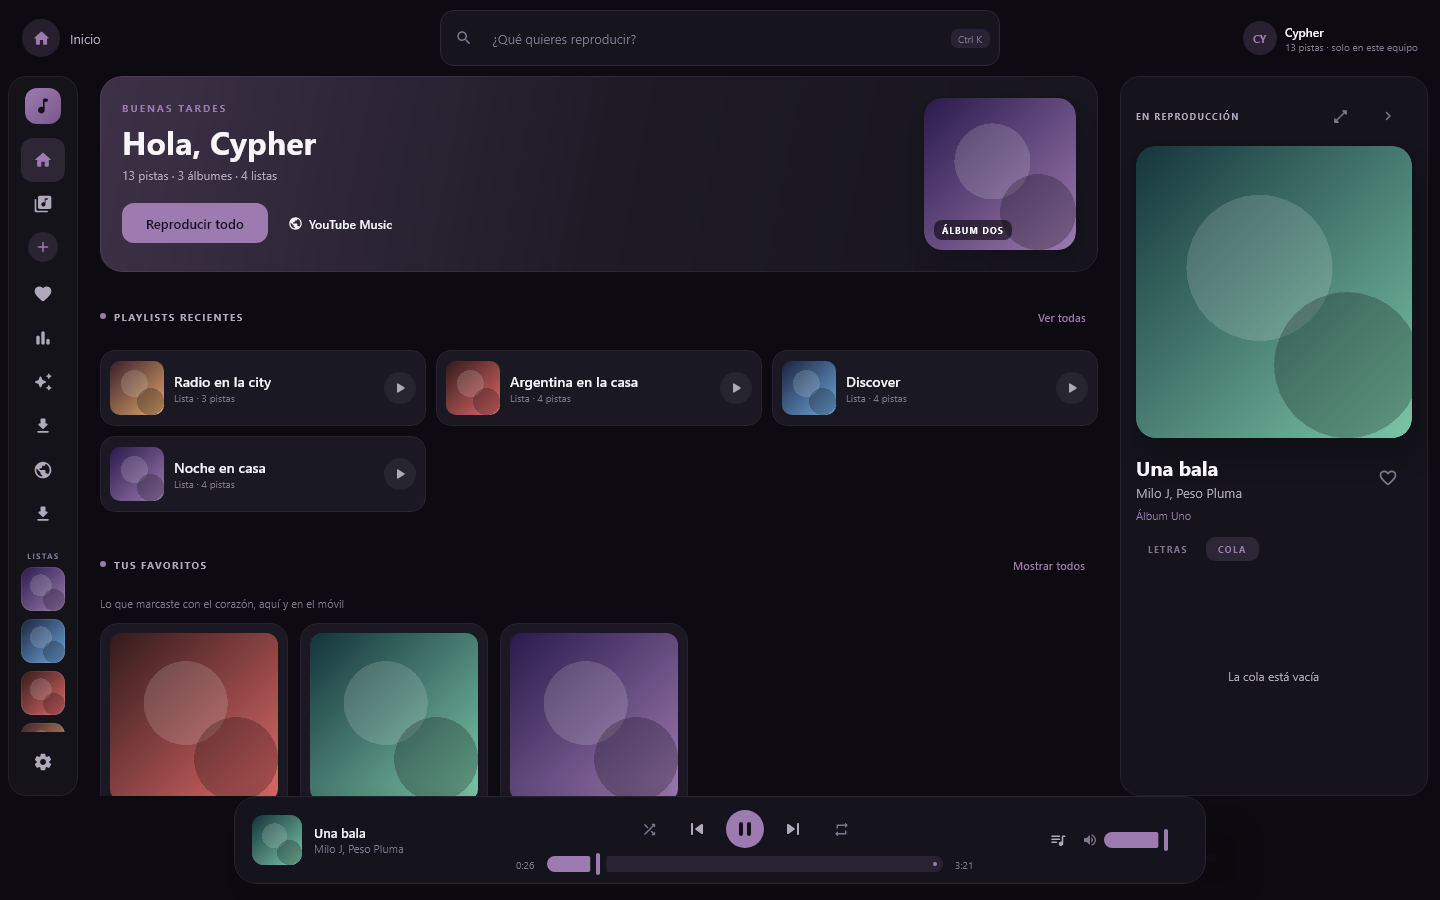 Inicio
¿Qué quieres reproducir?
Ctrl K
CY
Cypher
13 pistas · solo en este equipo
BUENAS TARDES
Hola, Cypher
13 pistas · 3 álbumes · 4 listas
Reproducir todo
YouTube Music
ÁLBUM DOS
PLAYLISTS RECIENTES
Ver todas
Radio en la city
Lista · 3 pistas
Argentina en la casa
Lista · 4 pistas
Discover
Lista · 4 pistas
Noche en casa
Lista · 4 pistas
TUS FAVORITOS
Mostrar todos
Lo que marcaste con el corazón, aquí y en el móvil
LISTAS
EN REPRODUCCIÓN
Una bala
Milo J, Peso Pluma
Álbum Uno
LETRAS
COLA
La cola está vacía
Una bala
Milo J, Peso Pluma
0:26
3:21